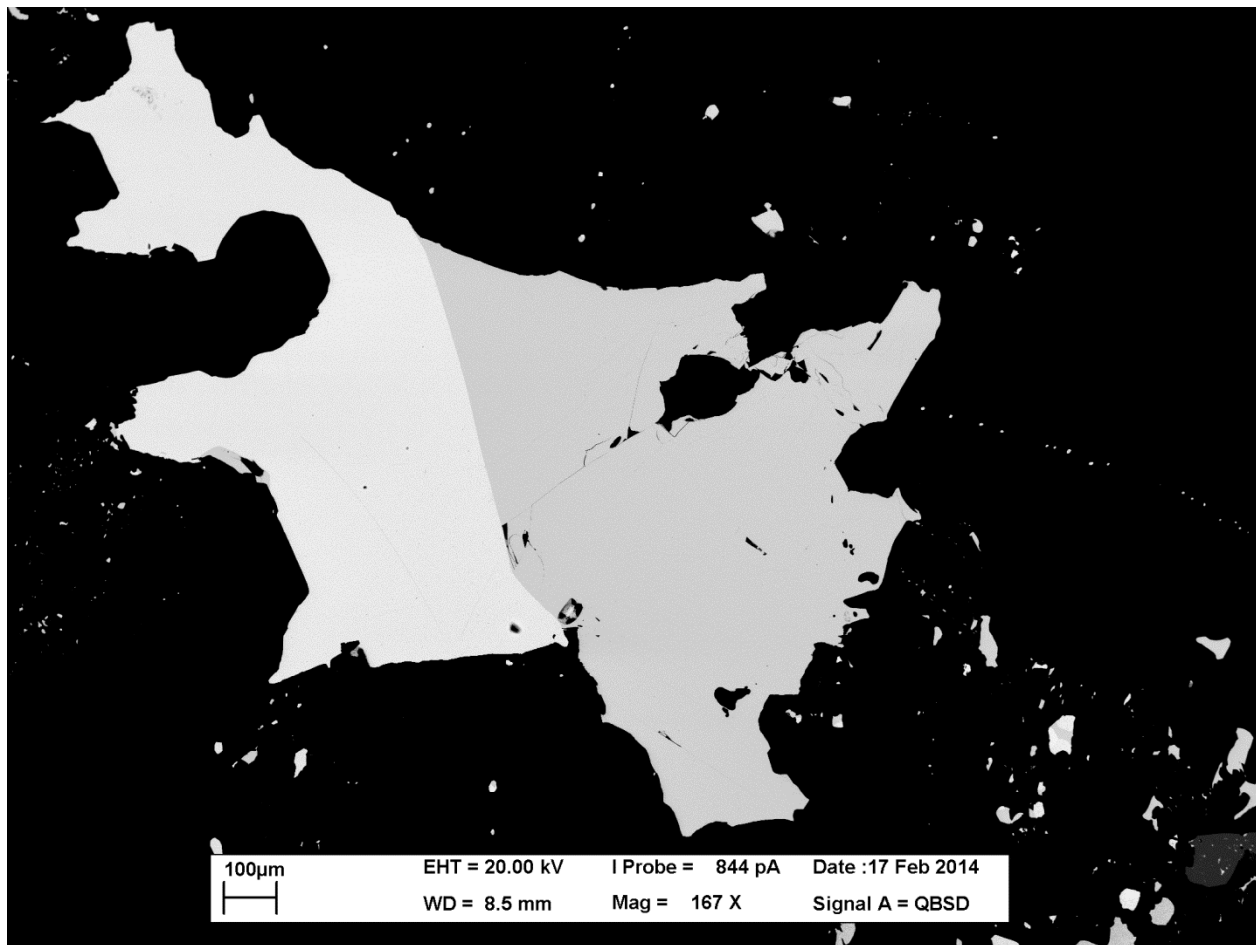 100µm
EHT = 20.00 kV I Probe = 844 pA Date :17 Feb 2014
WD = 8.5 mm Mag = 167 X Signal A = QBSD